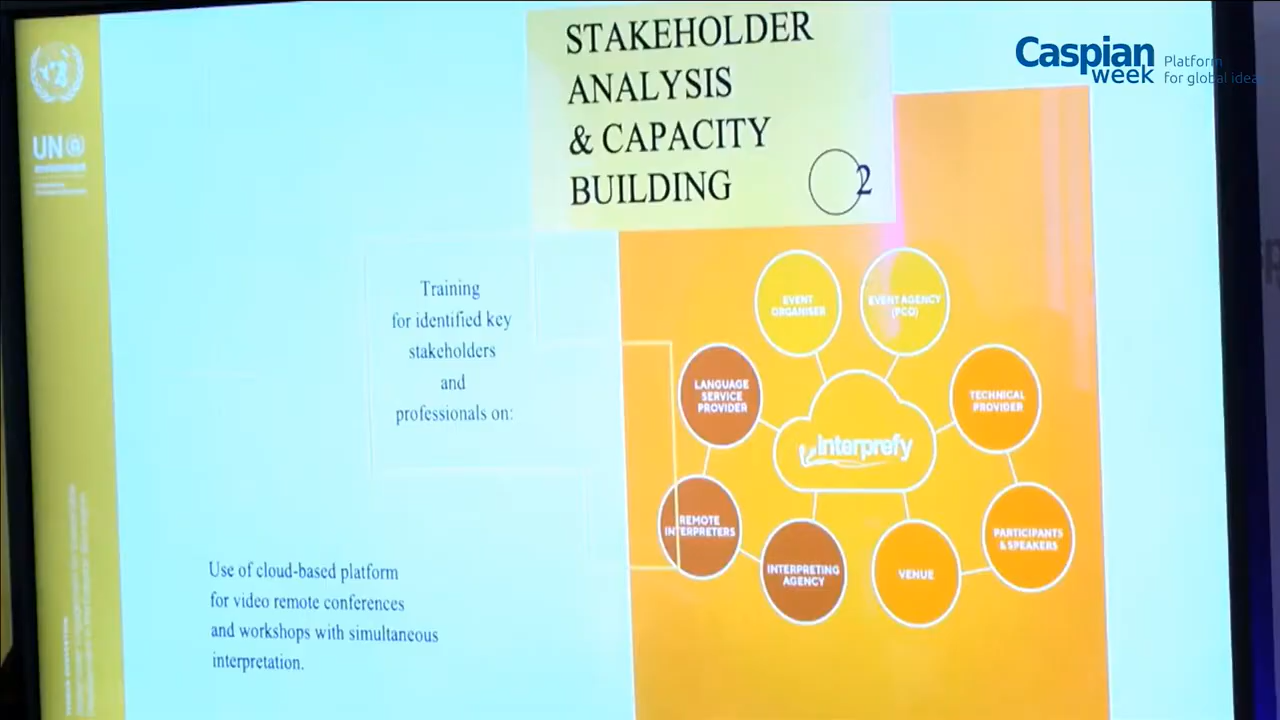 STAKEHOLDER
ANALYSIS
& CAPACITY
BUILDING
2
Caspian
week
Platform
for global ideas
UN
Training
for identified key
stakeholders
and
professionals on:
Use of cloud-based platform
for video remote conferences
and workshops with simultaneous
interpretation.
EVENT
ORGANISER
EVENT AGENCY
(PCO)
LANGUAGE
SERVICE
PROVIDER
TECHNICAL
PROVIDER
interprefy
REMOTE
INTERPRETERS
PARTICIPANTS
& SPEAKERS
INTERPRETING
AGENCY
VENUE